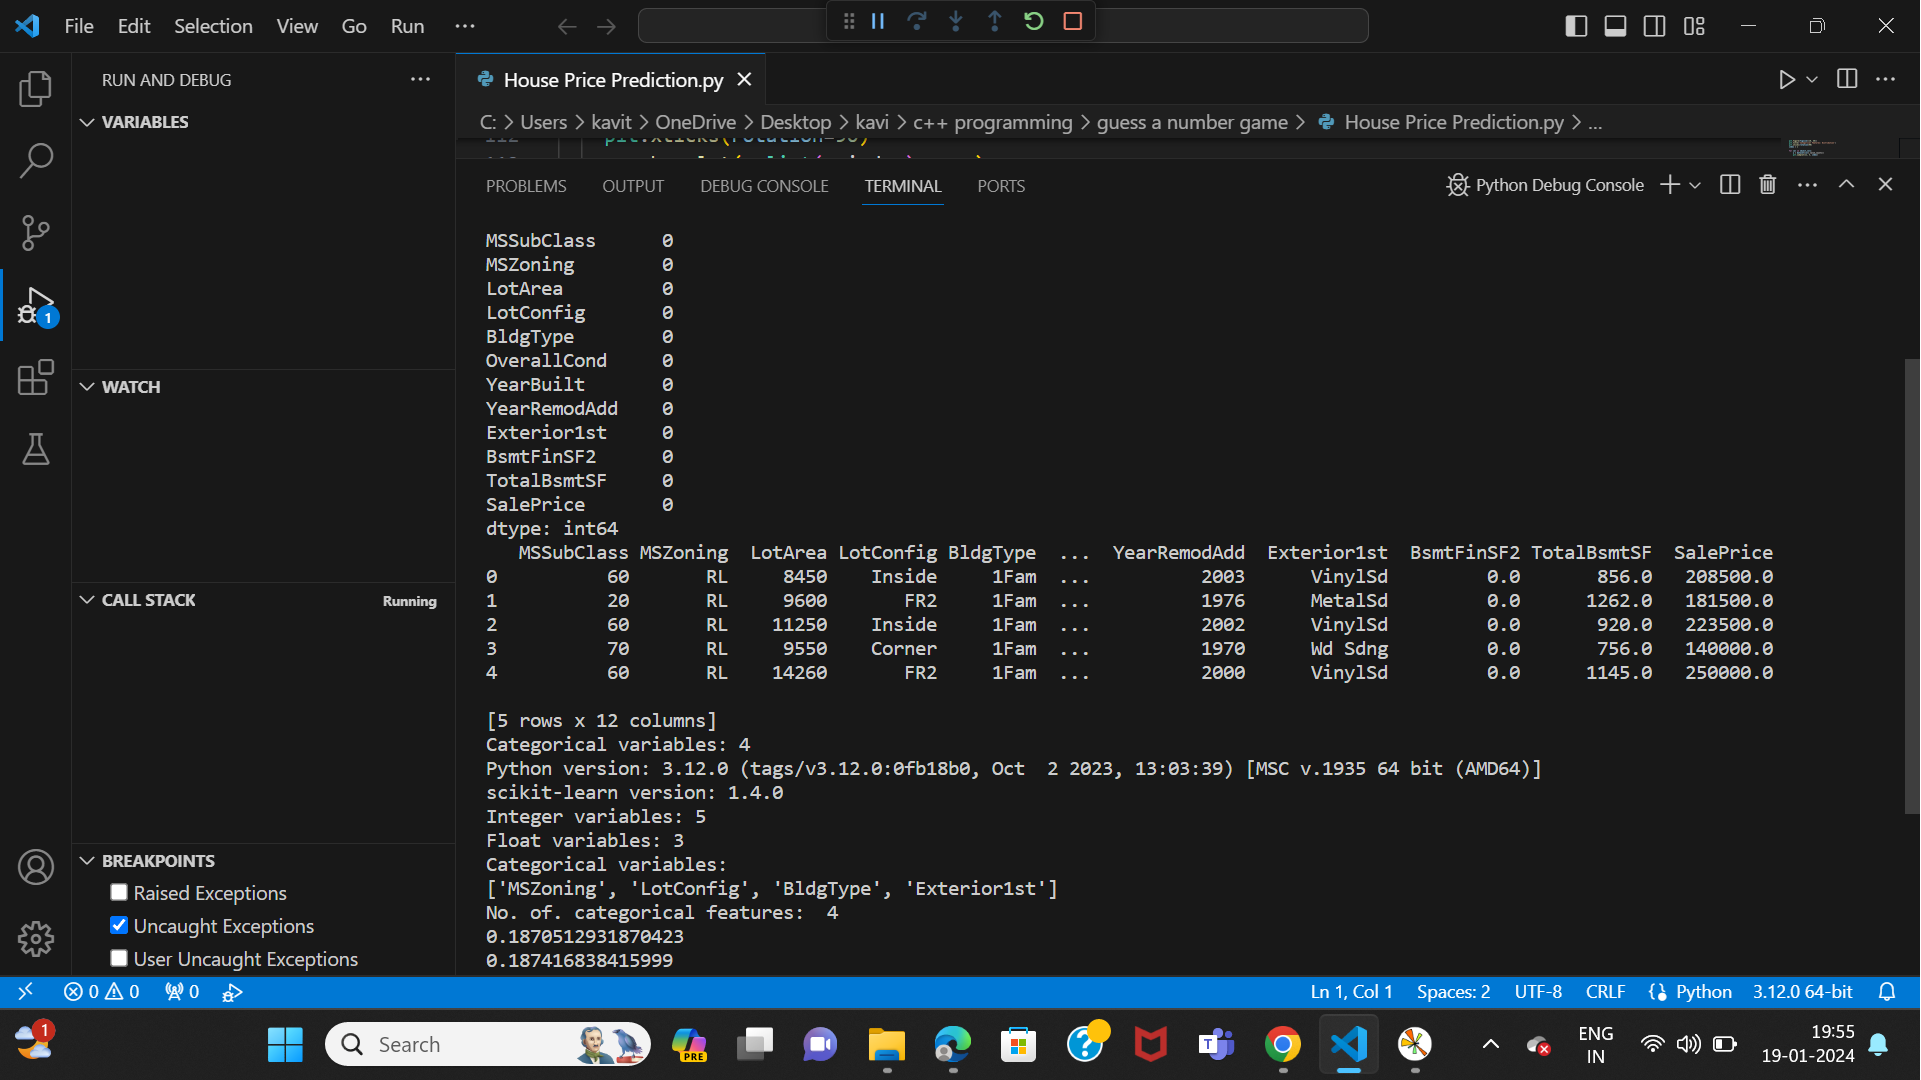 File Edit Selection View Go Run ···
RUN AND DEBUG ···
House Price Prediction.py
C: > Users > kavit > OneDrive > Desktop > kavi > c++ programming > guess a number game > House Price Prediction.py > ...
VARIABLES
WATCH
CALL STACK Running
BREAKPOINTS
Raised Exceptions
Uncaught Exceptions
User Uncaught Exceptions
1
112 plt.xticks(rotation=90)
PROBLEMS OUTPUT DEBUG CONSOLE TERMINAL PORTS Python Debug Console
MSSubClass 0
MSZoning 0
LotArea 0
LotConfig 0
BldgType 0
OverallCond 0
YearBuilt 0
YearRemodAdd 0
Exterior1st 0
BsmtFinSF2 0
TotalBsmtSF 0
SalePrice 0
dtype: int64
MSSubClass MSZoning LotArea LotConfig BldgType ... YearRemodAdd Exterior1st BsmtFinSF2 TotalBsmtSF SalePrice
0 60 RL 8450 Inside 1Fam ... 2003 VinylSd 0.0 856.0 208500.0
1 20 RL 9600 FR2 1Fam ... 1976 MetalSd 0.0 1262.0 181500.0
2 60 RL 11250 Inside 1Fam ... 2002 VinylSd 0.0 920.0 223500.0
3 70 RL 9550 Corner 1Fam ... 1970 Wd Sdng 0.0 756.0 140000.0
4 60 RL 14260 FR2 1Fam ... 2000 VinylSd 0.0 1145.0 250000.0
[5 rows x 12 columns]
Categorical variables: 4
Python version: 3.12.0 (tags/v3.12.0:0fb18b0, Oct  2 2023, 13:03:39) [MSC v.1935 64 bit (AMD64)]
scikit-learn version: 1.4.0
Integer variables: 5
Float variables: 3
Categorical variables:
['MSZoning', 'LotConfig', 'BldgType', 'Exterior1st']
No. of. categorical features:  4
0.1870512931870423
0.187416838415999
0 0 0 Ln 1, Col 1 Spaces: 2 UTF-8 CRLF Python 3.12.0 64-bit
1 Search PRE ENG 19:55
IN 19-01-2024